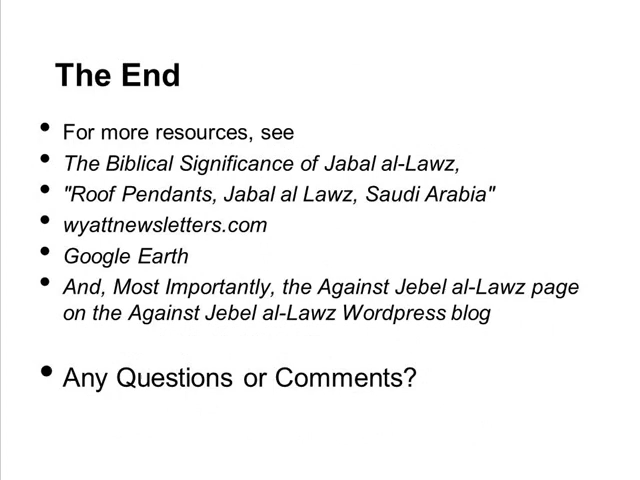 The End
• For more resources, see
• The Biblical Significance of Jabal al-Lawz,
• "Roof Pendants, Jabal al Lawz, Saudi Arabia"
• wyattnewsletters.com
• Google Earth
• And, Most Importantly, the Against Jebel al-Lawz page
on the Against Jebel al-Lawz Wordpress blog
• Any Questions or Comments?